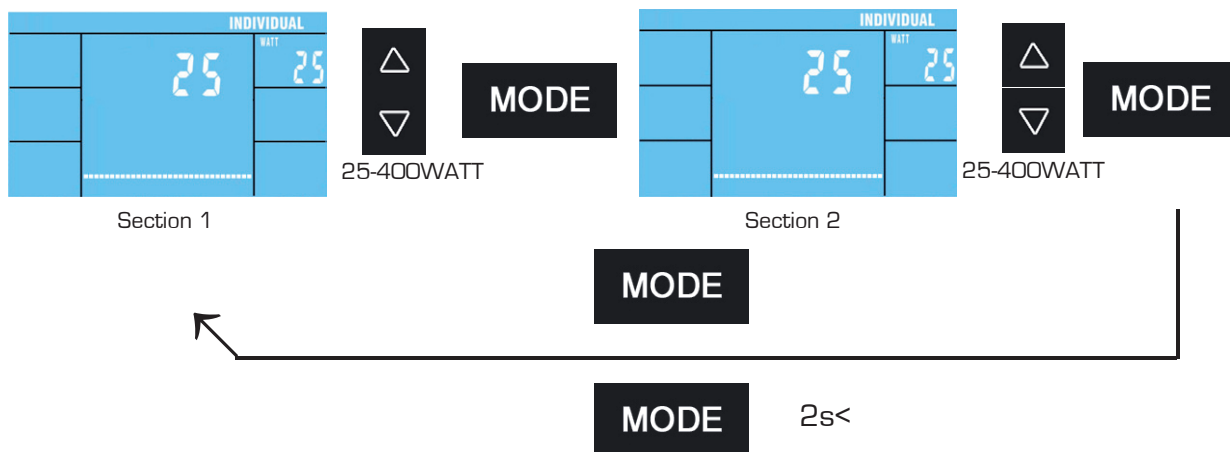 INDIVIDUAL
WATT
25
25
MODE
25-400WATT
Section 1
INDIVIDUAL
WATT
25
25
MODE
25-400WATT
Section 2
MODE
MODE
2s<